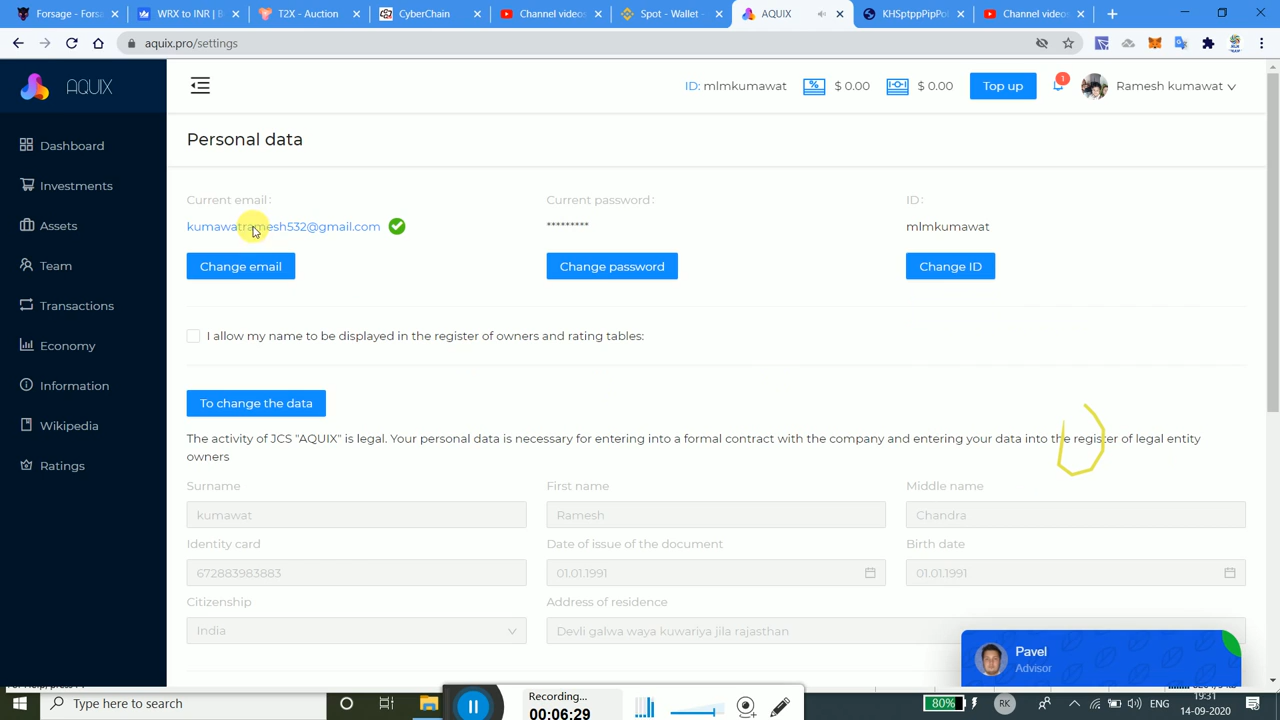 Forsage - Forsa
WRX to INR | B
T2X - Auction
CyberChain
Channel videos
Spot - Wallet -
AQUIX
KHSptppPipPol
Channel videos
aquix.pro/settings
AQUIX
ID: mlmkumawat
$ 0.00
$ 0.00
Top up
1
Ramesh kumawat
Dashboard
Investments
Assets
Team
Transactions
Economy
Information
Wikipedia
Ratings
Personal data
Current email:
Current password:
ID:
kumawatramesh532@gmail.com
*********
mlmkumawat
Change email
Change password
Change ID
I allow my name to be displayed in the register of owners and rating tables:
To change the data
The activity of JCS "AQUIX" is legal. Your personal data is necessary for entering into a formal contract with the company and entering your data into the register of legal entity
owners
Surname
First name
Middle name
kumawat
Ramesh
Chandra
Identity card
Date of issue of the document
Birth date
672883983883
01.01.1991
01.01.1991
Citizenship
Address of residence
India
Devli galwa waya kuwariya jila rajasthan
Pavel
Advisor
Type here to search
Recording...
00:06:29
80%
RK
ENG
19:31
14-09-2020